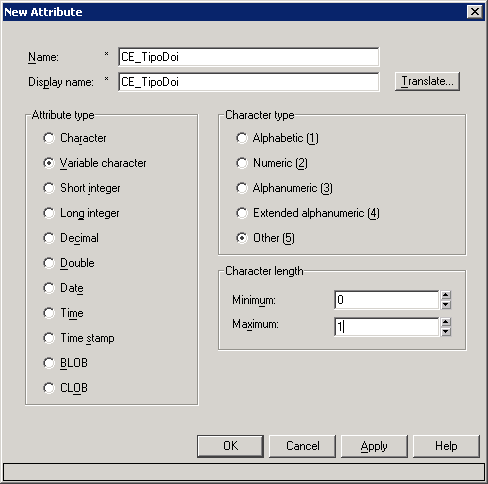 New Attribute
Name: * CE_TipoDoi
Display name: * CE_TipoDoi Translate...
Attribute type
Character
Variable character
Short integer
Long integer
Decimal
Double
Date
Time
Time stamp
BLOB
CLOB
Character type
Alphabetic (1)
Numeric (2)
Alphanumeric (3)
Extended alphanumeric (4)
Other (5)
Character length
Minimum: 0
Maximum: 1
OK Cancel Apply Help